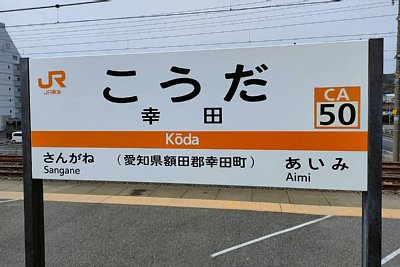 JR
JR東海
こうだ
幸田
CA
50
Kōda
さんがね
Sangane
(愛知県額田郡幸田町)
あいみ
Aimi